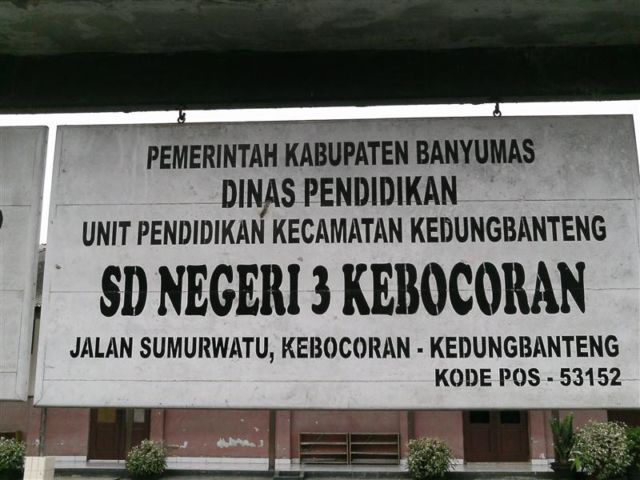 PEMERINTAH KABUPATEN BANYUMAS
DINAS PENDIDIKAN
UNIT PENDIDIKAN KECAMATAN KEDUNGBANTENG
SD NEGERI 3 KEBOCORAN
JALAN SUMURWATU, KEBOCORAN - KEDUNGBANTENG
KODE POS - 53152